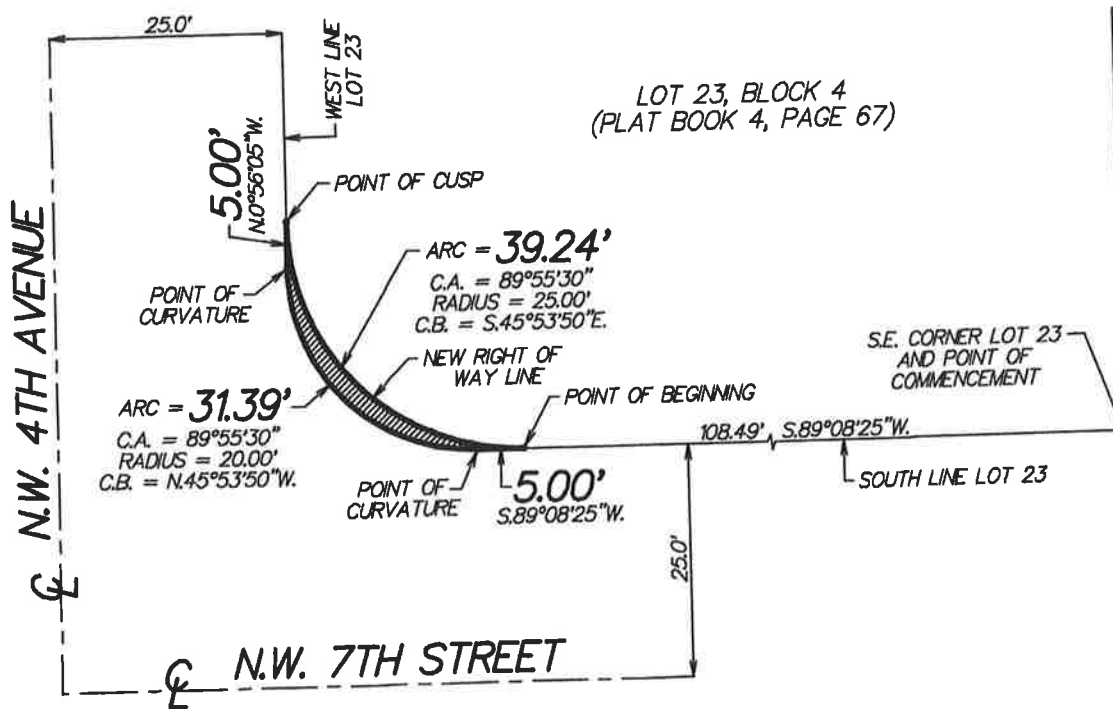 25.0'
WEST LINE
LOT 23
LOT 23, BLOCK 4
(PLAT BOOK 4, PAGE 67)
5.00'
N.0°56'05"W.
POINT OF CUSP
ARC = 39.24'
C.A. = 89°55'30"
RADIUS = 25.00'
C.B. = S.45°53'50"E.
POINT OF
CURVATURE
N.W. 4TH AVENUE
S.E. CORNER LOT 23
AND POINT OF
COMMENCEMENT
NEW RIGHT OF
WAY LINE
POINT OF BEGINNING
ARC = 31.39'
C.A. = 89°55'30"
RADIUS = 20.00'
C.B. = N.45°53'50"W.
108.49' S.89°08'25"W.
SOUTH LINE LOT 23
POINT OF
CURVATURE
5.00'
S.89°08'25"W.
25.0'
CL
CL N.W. 7TH STREET